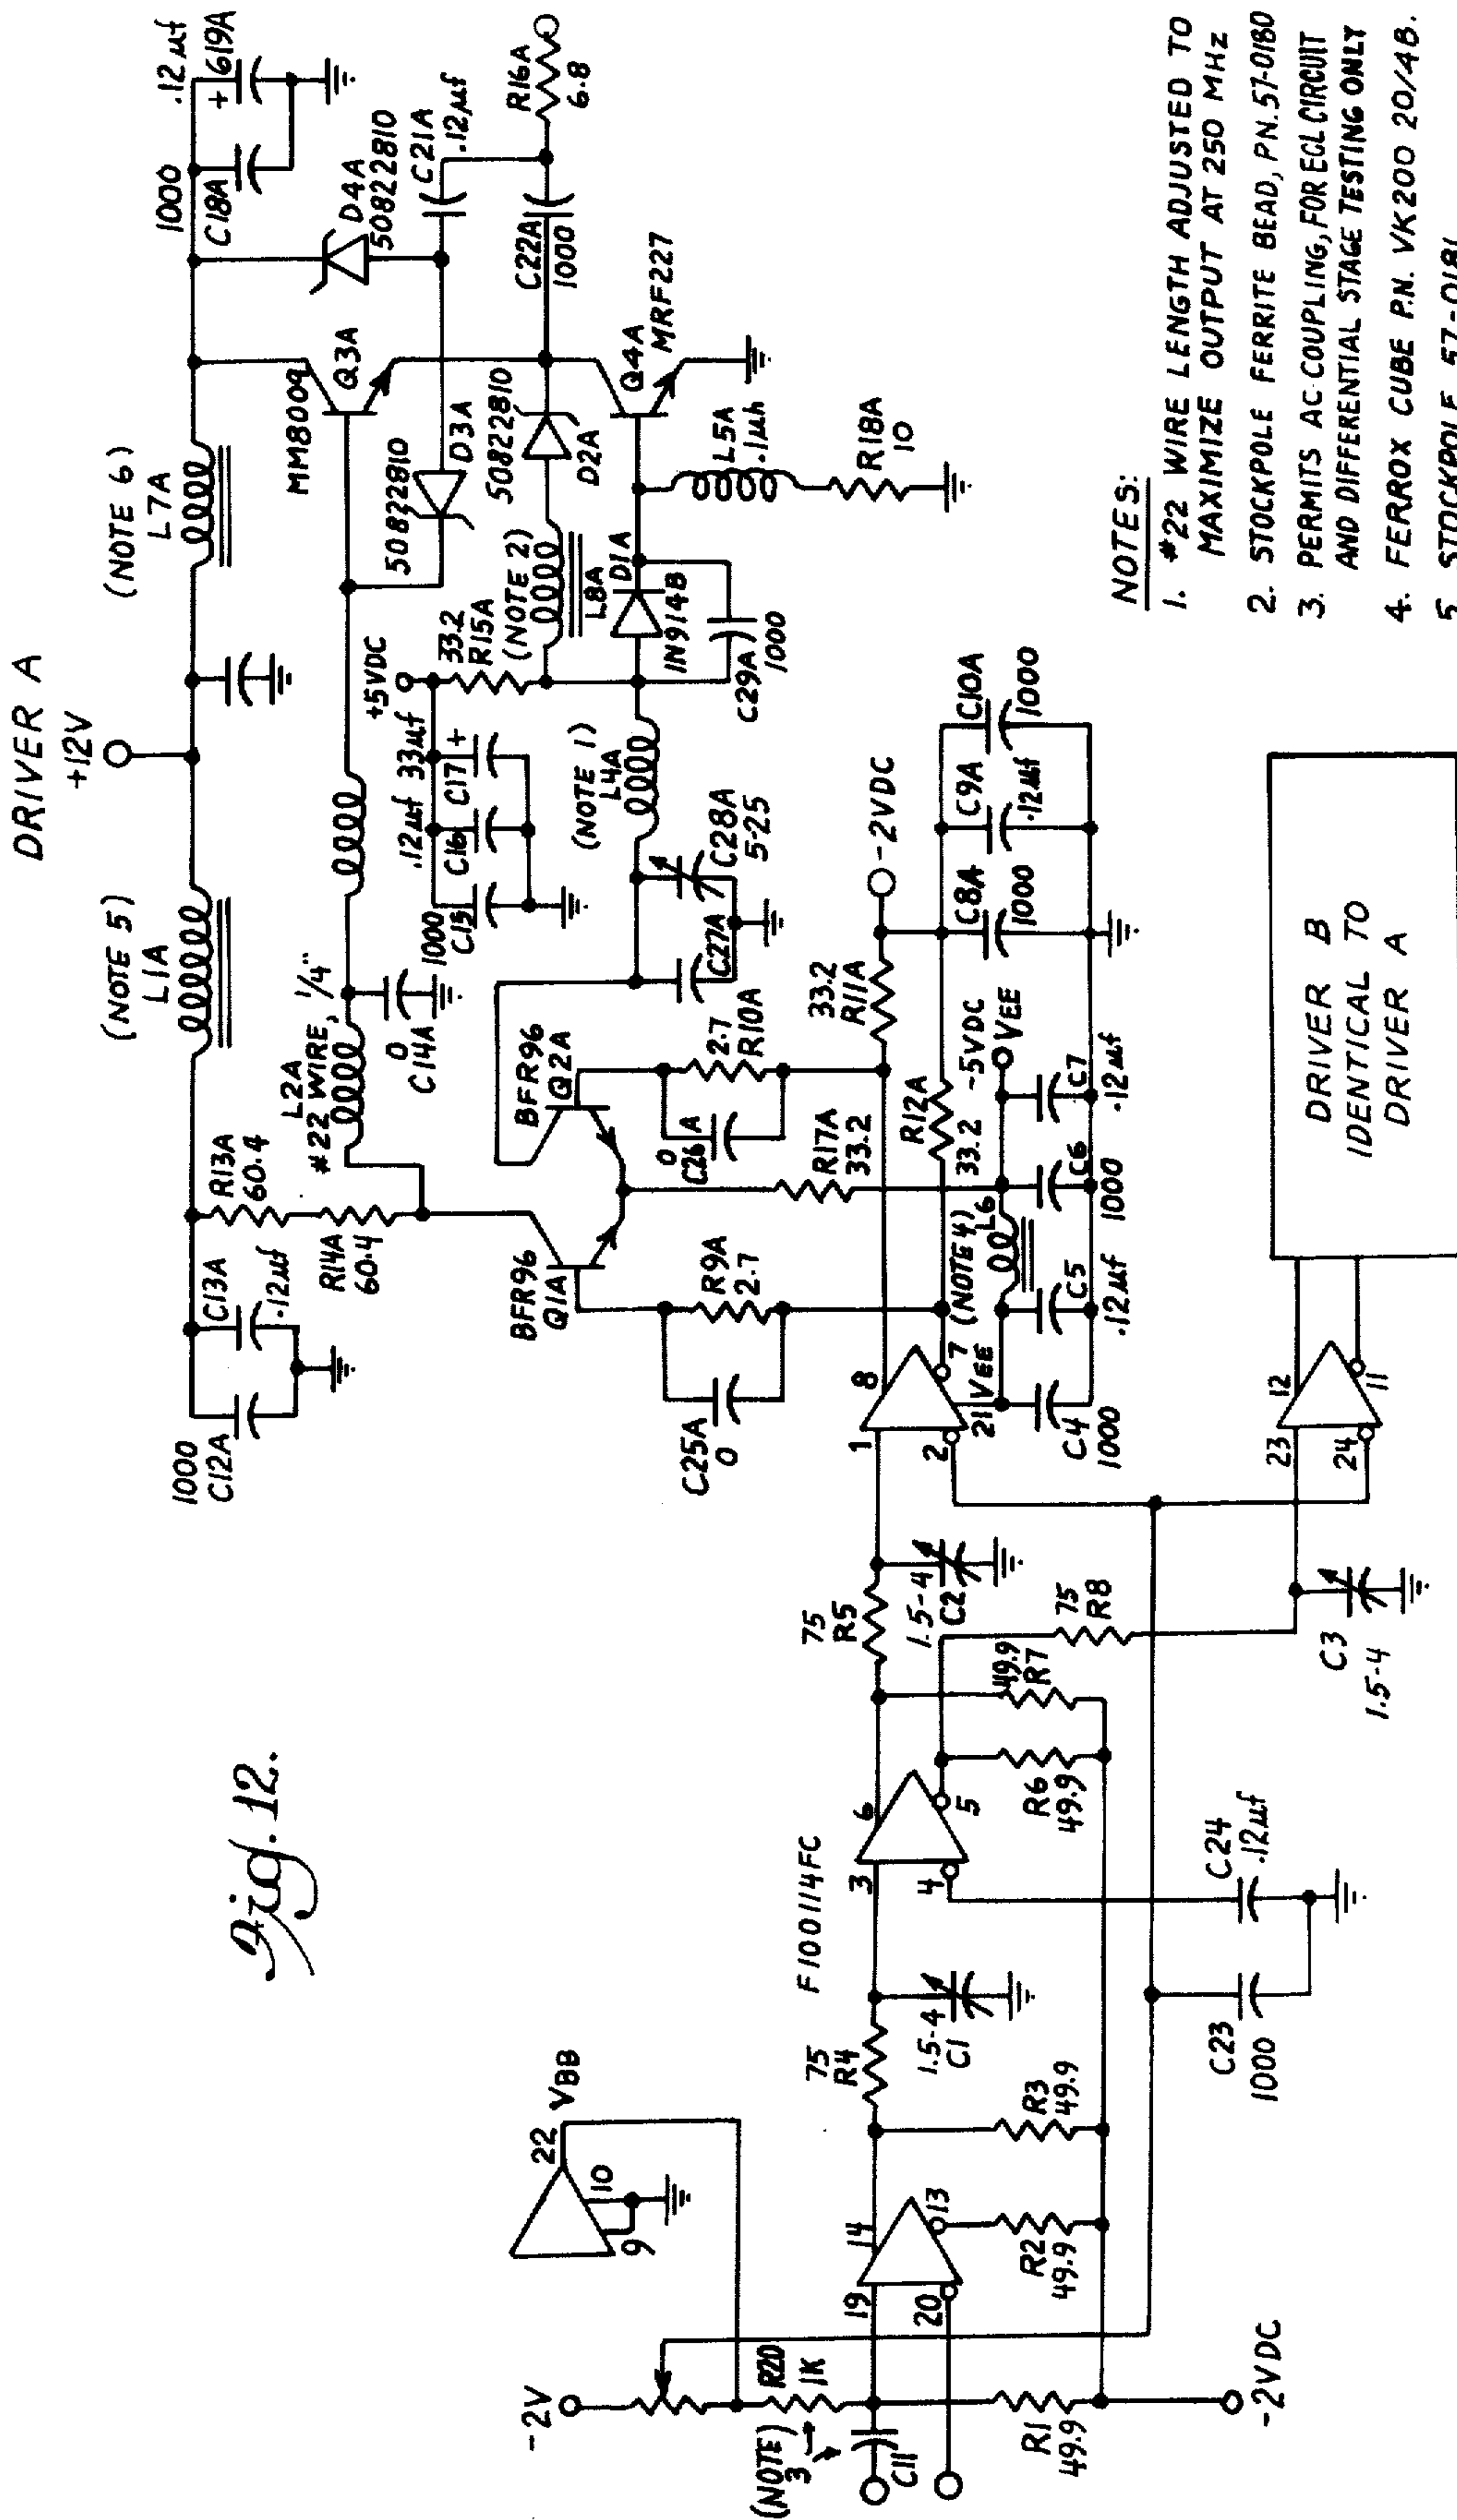 Fig. 12.
DRIVER A
+12V
(NOTE 5)
L1A
(NOTE 6)
L7A
1000
C12A
C13A
.12µf
R13A
60.4
R14A
60.4
L2A
#22 WIRE, 1/4"
0
C14A
1000
C18A
.12µf
+ 619A
MM8009
Q3A
D4A
50822810
50822810
D3A
C21A
.12µf
R16A
6.8
C22A
1000
50822810
D2A
Q4A
MRF227
+5VDC
33.2
R15A
(NOTE 2)
L8A
D1A
1N914B
C29A
1000
L5A
.1µh
R18A
10
1000
C15
.12µf
C16
33µf
C17 +
(NOTE 1)
L4A
C27A
C28A
5-25
BFR96
Q1A
BFR96
Q2A
R9A
2.7
C25A
0
2.7
R10A
0
C26A
R17A
33.2
33.2
R11A
R12A
33.2
-2VDC
C8A
1000
C9A
.12µf
C10A
1000
-5VDC
VEE
(NOTE 4)
L6
C4
1000
C5
.12µf
C6
1000
C7
.12µf
1
2
8
7
21 VEE
75
R5
1.5-4
C2
75
R8
49.9
R7
R6
49.9
F100114FC
3
4
6
5
75
R4
1.5-4
C1
R3
49.9
R2
49.9
14
13
19
20
22
VBB
9
10
-2V
R20
1K
(NOTE 3)
C11
R1
49.9
-2VDC
C23
1000
C24
.12µf
C3
1.5-4
23
24
12
11
DRIVER B
IDENTICAL TO
DRIVER A
NOTES:
1. #22 WIRE LENGTH ADJUSTED TO
MAXIMIZE OUTPUT AT 250 MHz
2. STOCKPOLE FERRITE BEAD, PN. 57-0180
3. PERMITS AC COUPLING, FOR ECL CIRCUIT
AND DIFFERENTIAL STAGE TESTING ONLY
4. FERROX CUBE P.N. VK200 20/4B.
5. STOCKPOLE 57-0181